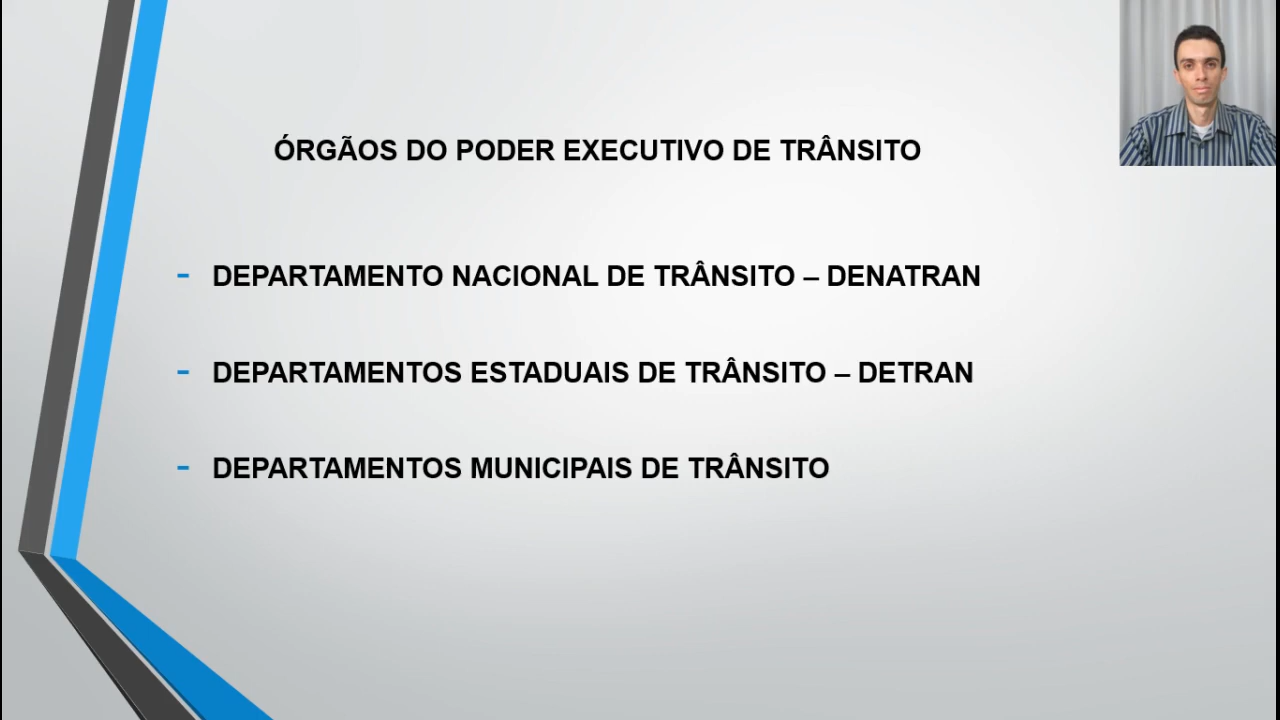 ÓRGÃOS DO PODER EXECUTIVO DE TRÂNSITO
- DEPARTAMENTO NACIONAL DE TRÂNSITO – DENATRAN
- DEPARTAMENTOS ESTADUAIS DE TRÂNSITO – DETRAN
- DEPARTAMENTOS MUNICIPAIS DE TRÂNSITO